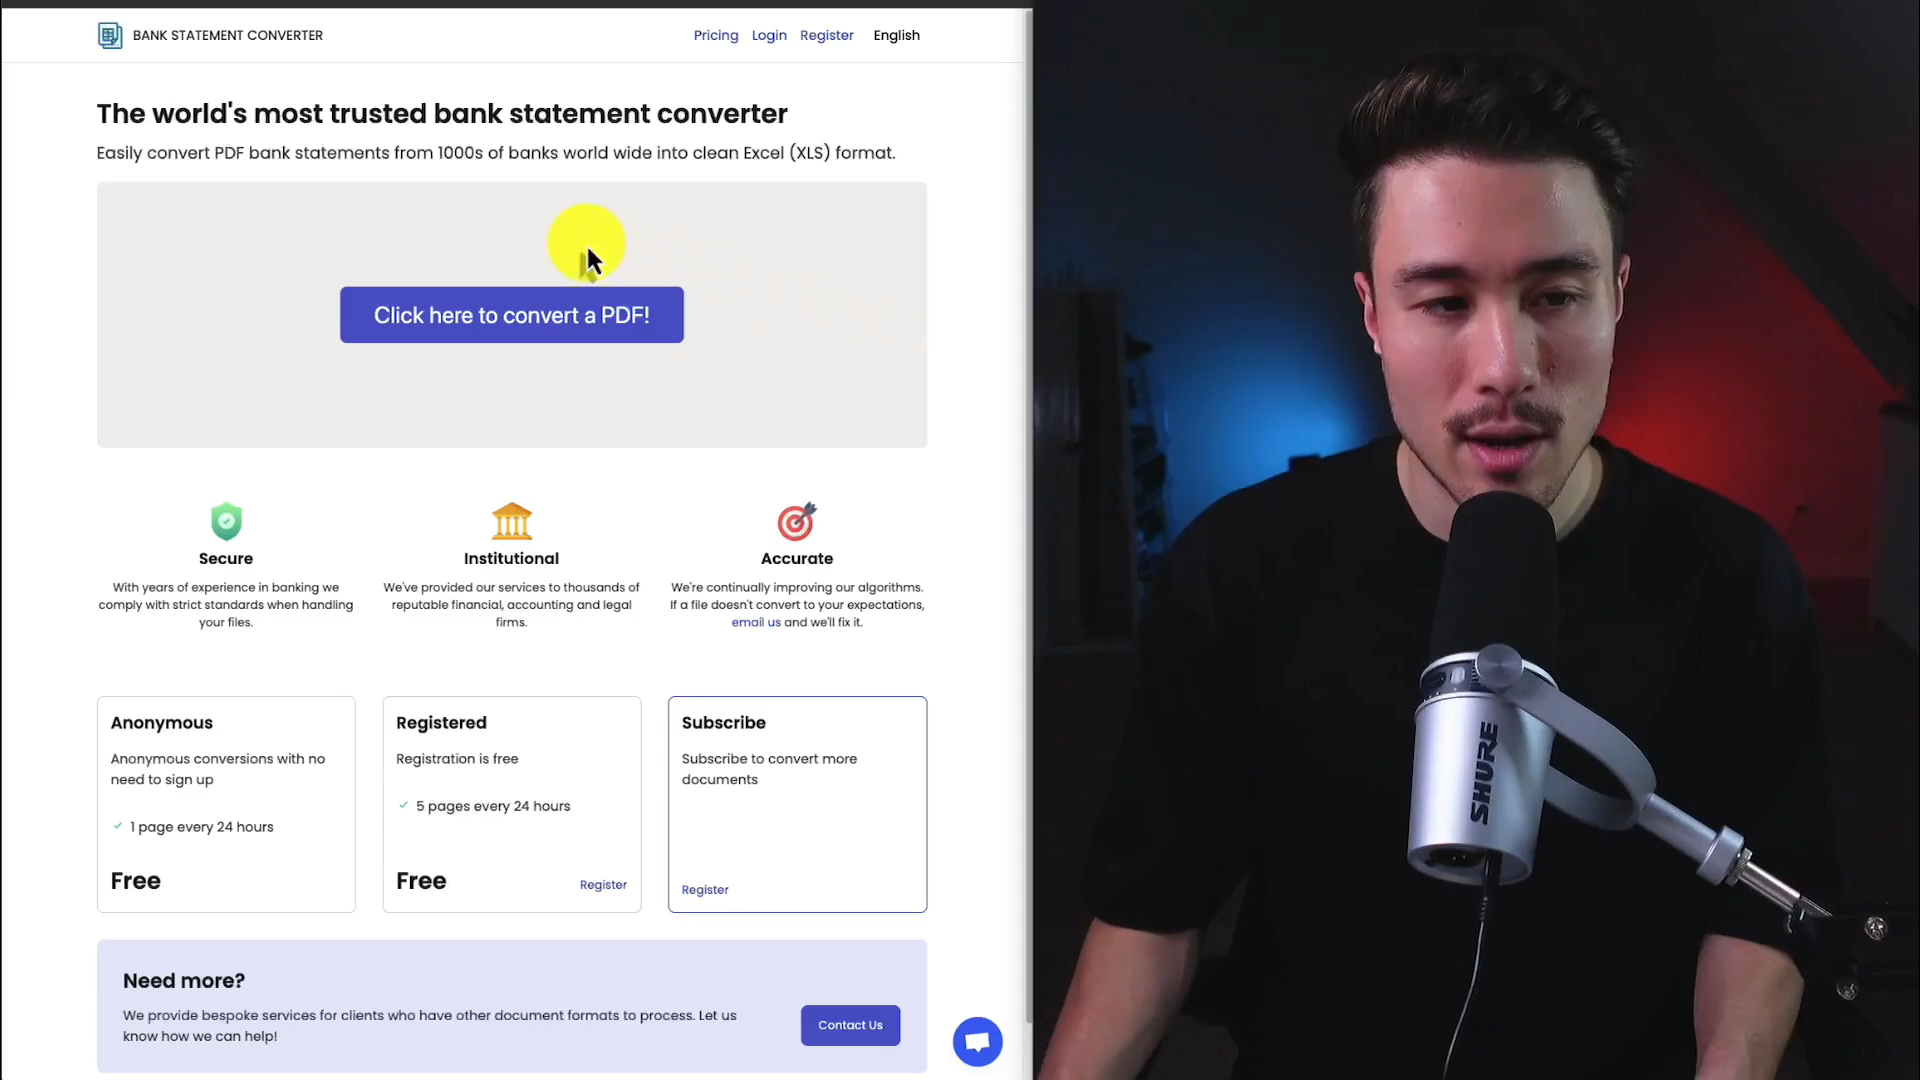 BANK STATEMENT CONVERTER
Pricing
Login
Register
English
The world's most trusted bank statement converter
Easily convert PDF bank statements from 1000s of banks world wide into clean Excel (XLS) format.
Click here to convert a PDF!
Secure
With years of experience in banking we
comply with strict standards when handling
your files.
Institutional
We've provided our services to thousands of
reputable financial, accounting and legal
firms.
Accurate
We're continually improving our algorithms.
If a file doesn't convert to your expectations,
email us and we'll fix it.
Anonymous
Anonymous conversions with no
need to sign up
1 page every 24 hours
Free
Registered
Registration is free
5 pages every 24 hours
Free
Register
Subscribe
Subscribe to convert more
documents
Register
Need more?
We provide bespoke services for clients who have other document formats to process. Let us
know how we can help!
Contact Us
SHURE